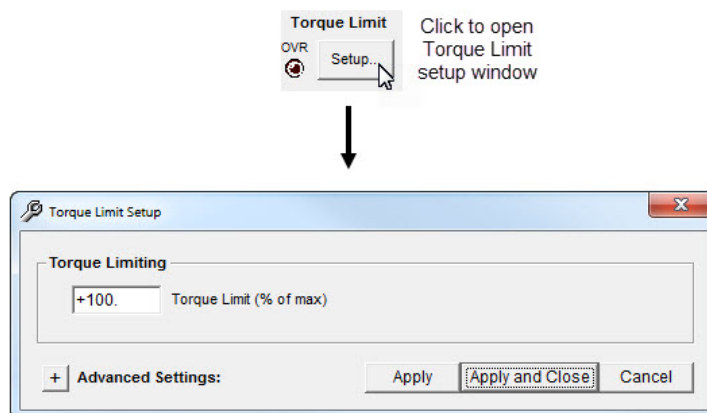 Torque Limit
OVR
Setup...
Click to open
Torque Limit
setup window
Torque Limit Setup
Torque Limiting
+100.
Torque Limit (% of max)
+
Advanced Settings:
Apply
Apply and Close
Cancel